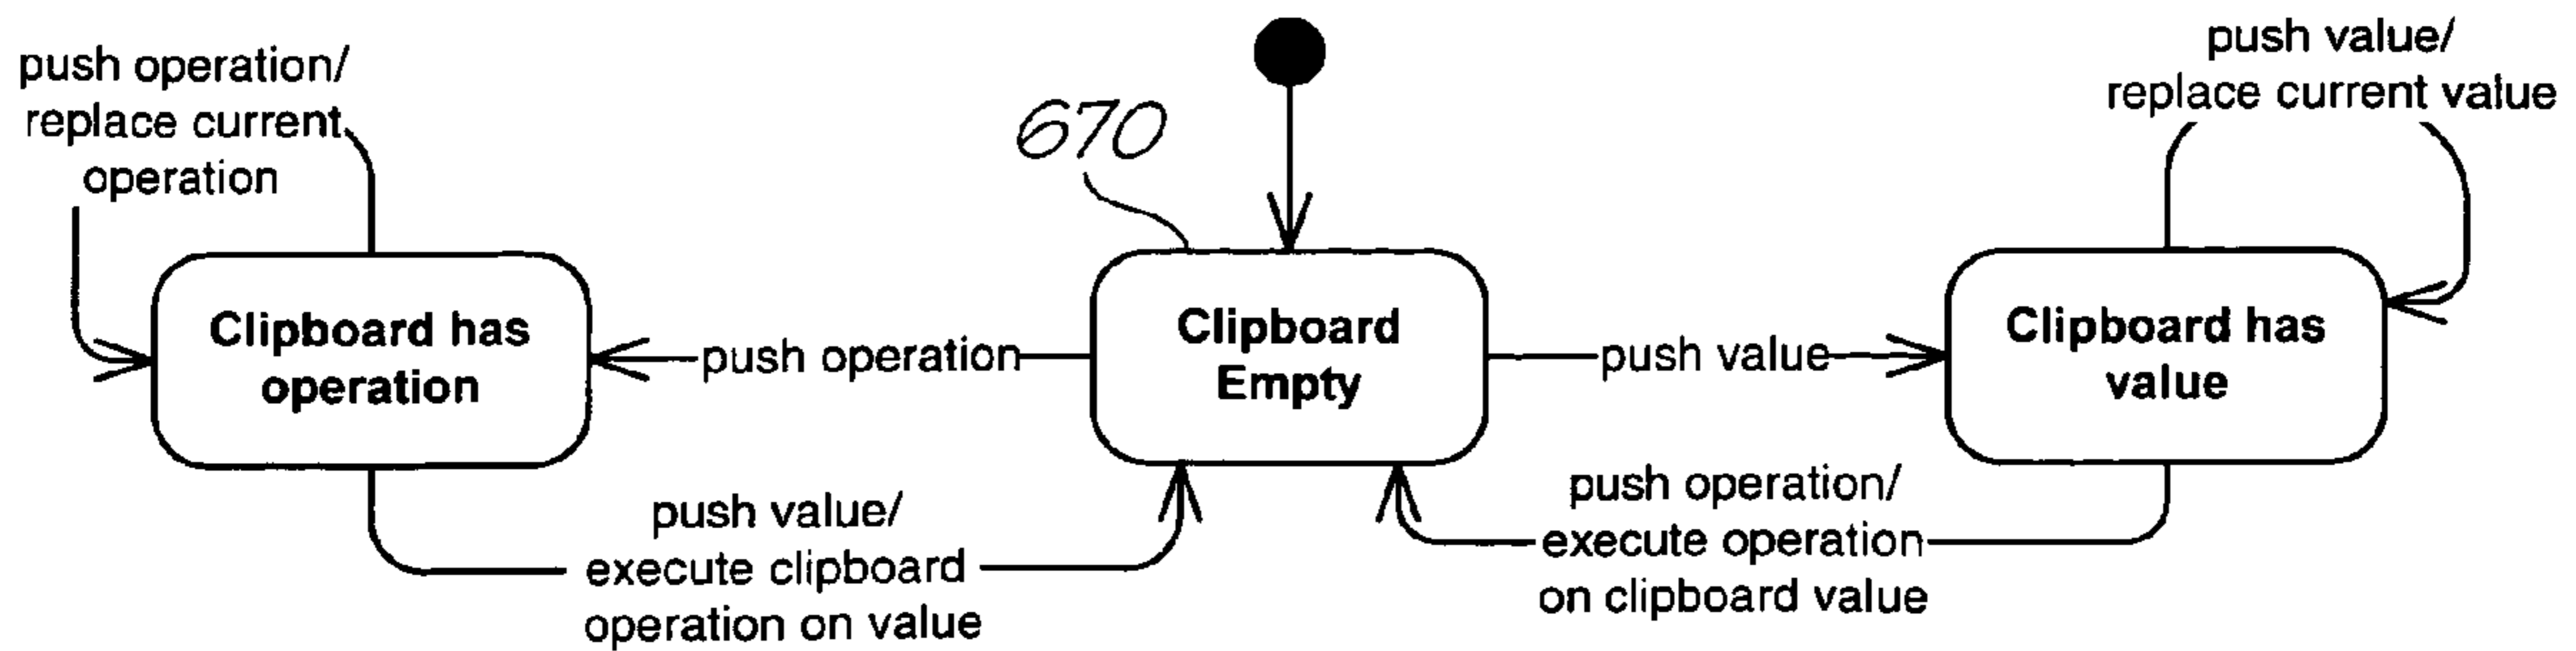 push operation/
replace current
operation
670
push value/
replace current value
Clipboard has
operation
push operation
Clipboard
Empty
push value
Clipboard has
value
push value/
execute clipboard
operation on value
push operation/
execute operation
on clipboard value